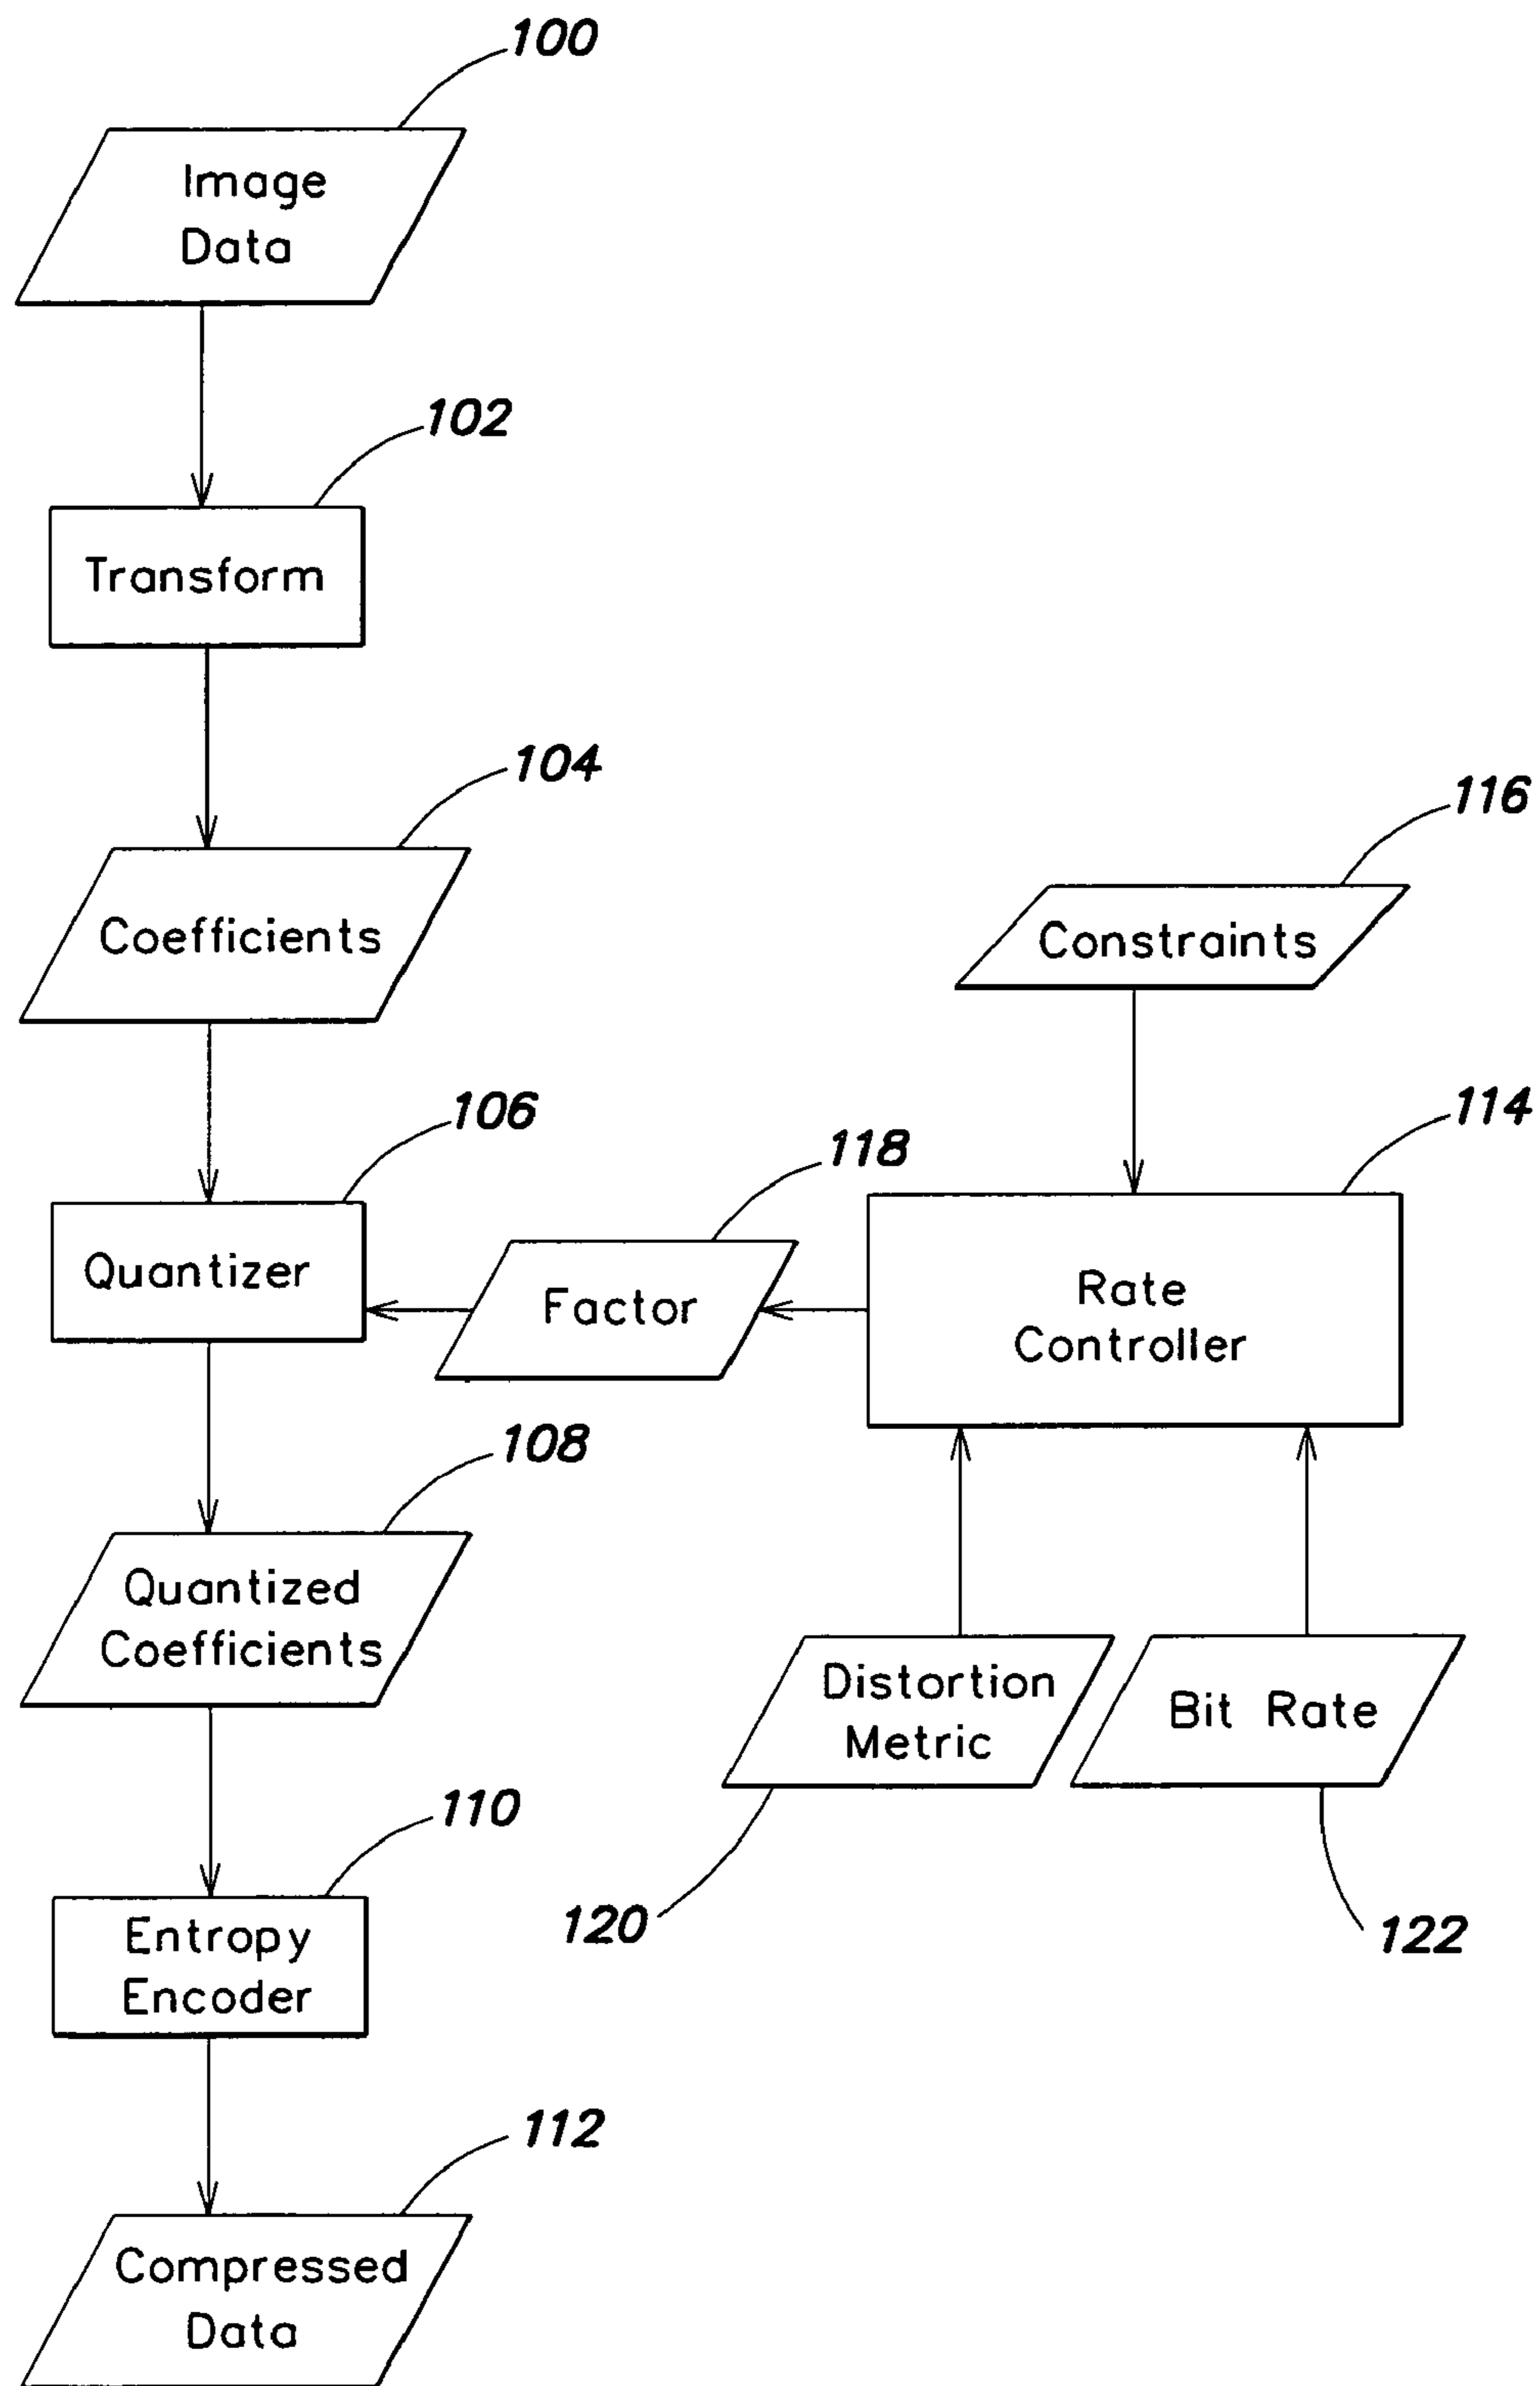 100
Image
Data
102
Transform
104
Coefficients
116
Constraints
106
Quantizer
118
Factor
114
Rate
Controller
108
Quantized
Coefficients
Distortion
Metric
Bit Rate
120
122
110
Entropy
Encoder
112
Compressed
Data